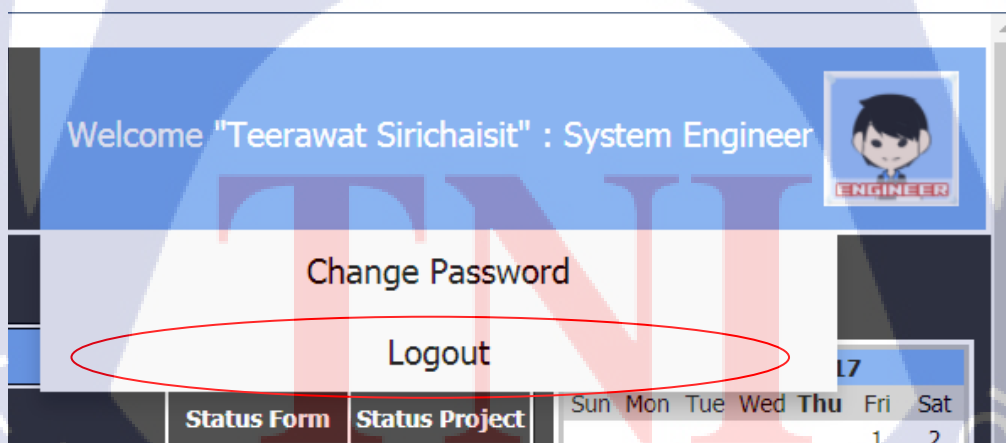 Welcome "Teerawat Sirichaisit" : System Engineer
ENGINEER
TNI
Change Password
Logout
17
Sun Mon Tue Wed Thu Fri Sat
Status Form Status Project
1 2